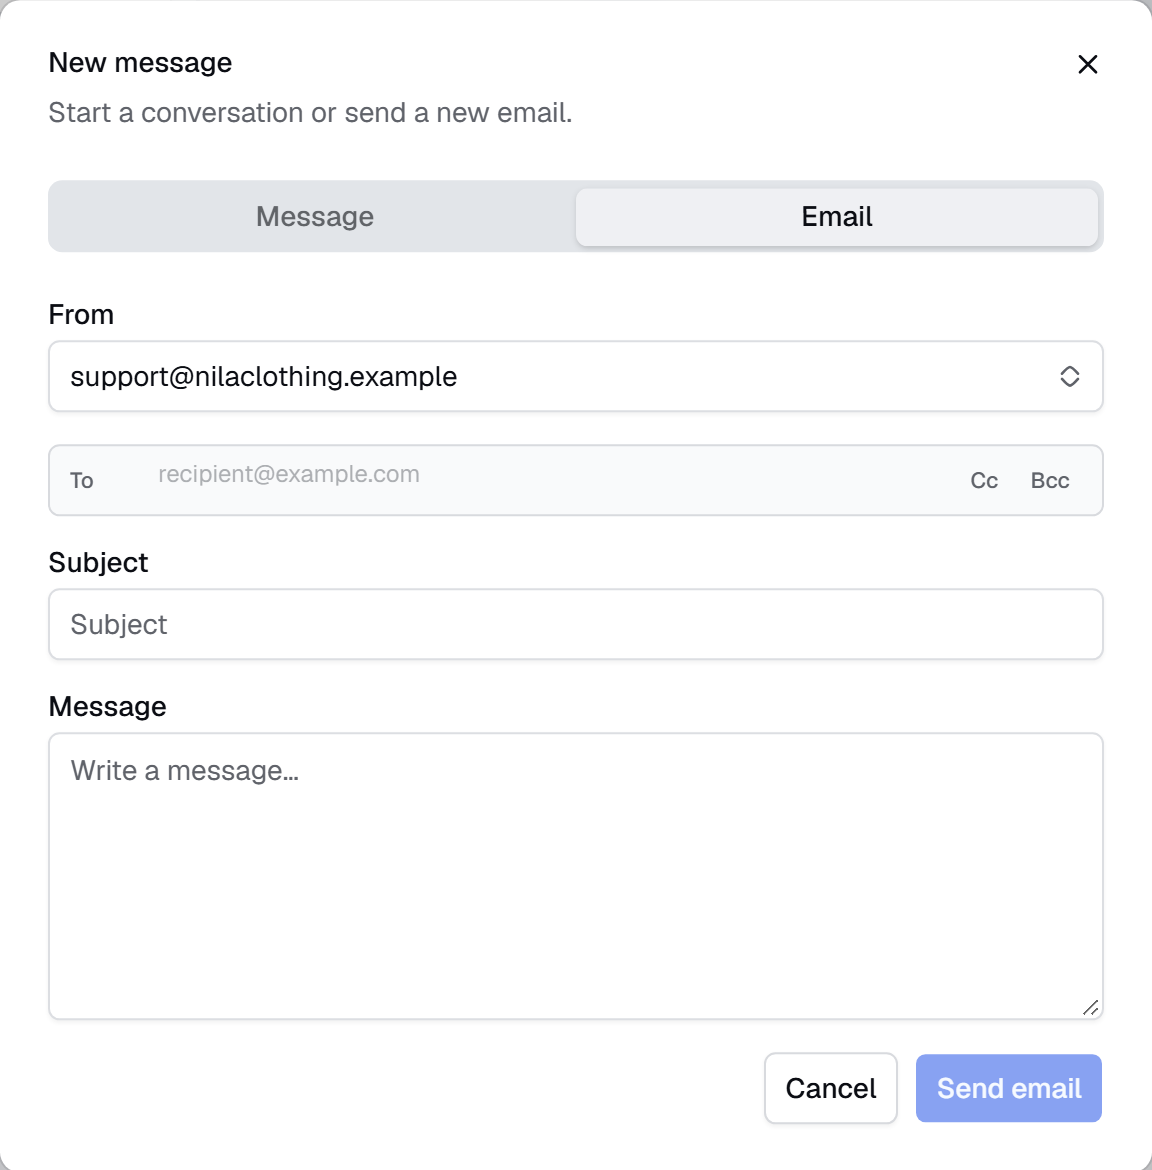 New message
Start a conversation or send a new email.
Message
Email
From
support@nilaclothing.example
To recipient@example.com Cc Bcc
Subject
Subject
Message
Write a message...
Cancel
Send email